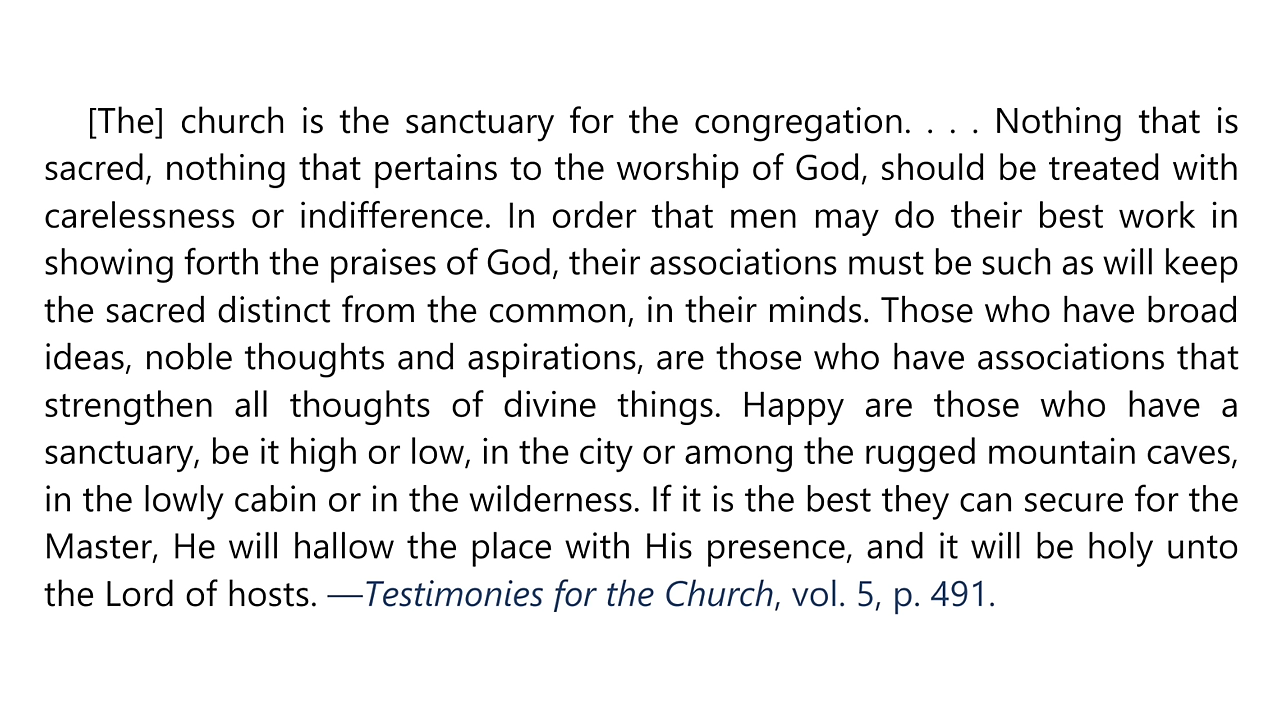 [The] church is the sanctuary for the congregation. . . . Nothing that is
sacred, nothing that pertains to the worship of God, should be treated with
carelessness or indifference. In order that men may do their best work in
showing forth the praises of God, their associations must be such as will keep
the sacred distinct from the common, in their minds. Those who have broad
ideas, noble thoughts and aspirations, are those who have associations that
strengthen all thoughts of divine things. Happy are those who have a
sanctuary, be it high or low, in the city or among the rugged mountain caves,
in the lowly cabin or in the wilderness. If it is the best they can secure for the
Master, He will hallow the place with His presence, and it will be holy unto
the Lord of hosts. —Testimonies for the Church, vol. 5, p. 491.